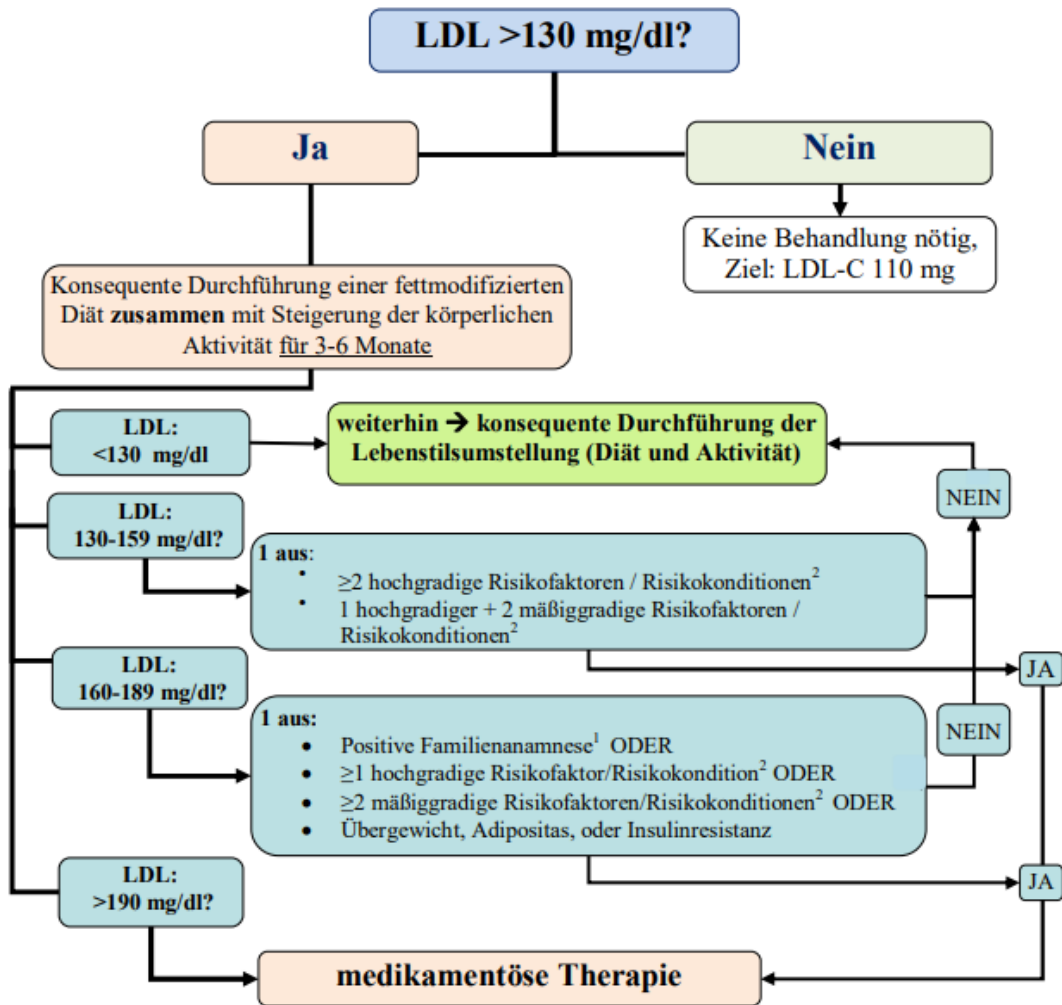 LDL >130 mg/dl?
Ja
Nein
Keine Behandlung nötig,
Ziel: LDL-C 110 mg
Konsequente Durchführung einer fettmodifizierten
Diät zusammen mit Steigerung der körperlichen
Aktivität für 3-6 Monate
LDL:
<130 mg/dl
weiterhin → konsequente Durchführung der
Lebenstilsumstellung (Diät und Aktivität)
NEIN
LDL:
130-159 mg/dl?
1 aus:
• ≥2 hochgradige Risikofaktoren / Risikokonditionen²
• 1 hochgradiger + 2 mäßiggradige Risikofaktoren /
Risikokonditionen²
JA
LDL:
160-189 mg/dl?
1 aus:
• Positive Familienanamnese¹ ODER
• ≥1 hochgradige Risikofaktor/Risikokondition² ODER
• ≥2 mäßiggradige Risikofaktoren/Risikokonditionen² ODER
• Übergewicht, Adipositas, oder Insulinresistanz
NEIN
JA
LDL:
>190 mg/dl?
medikamentöse Therapie